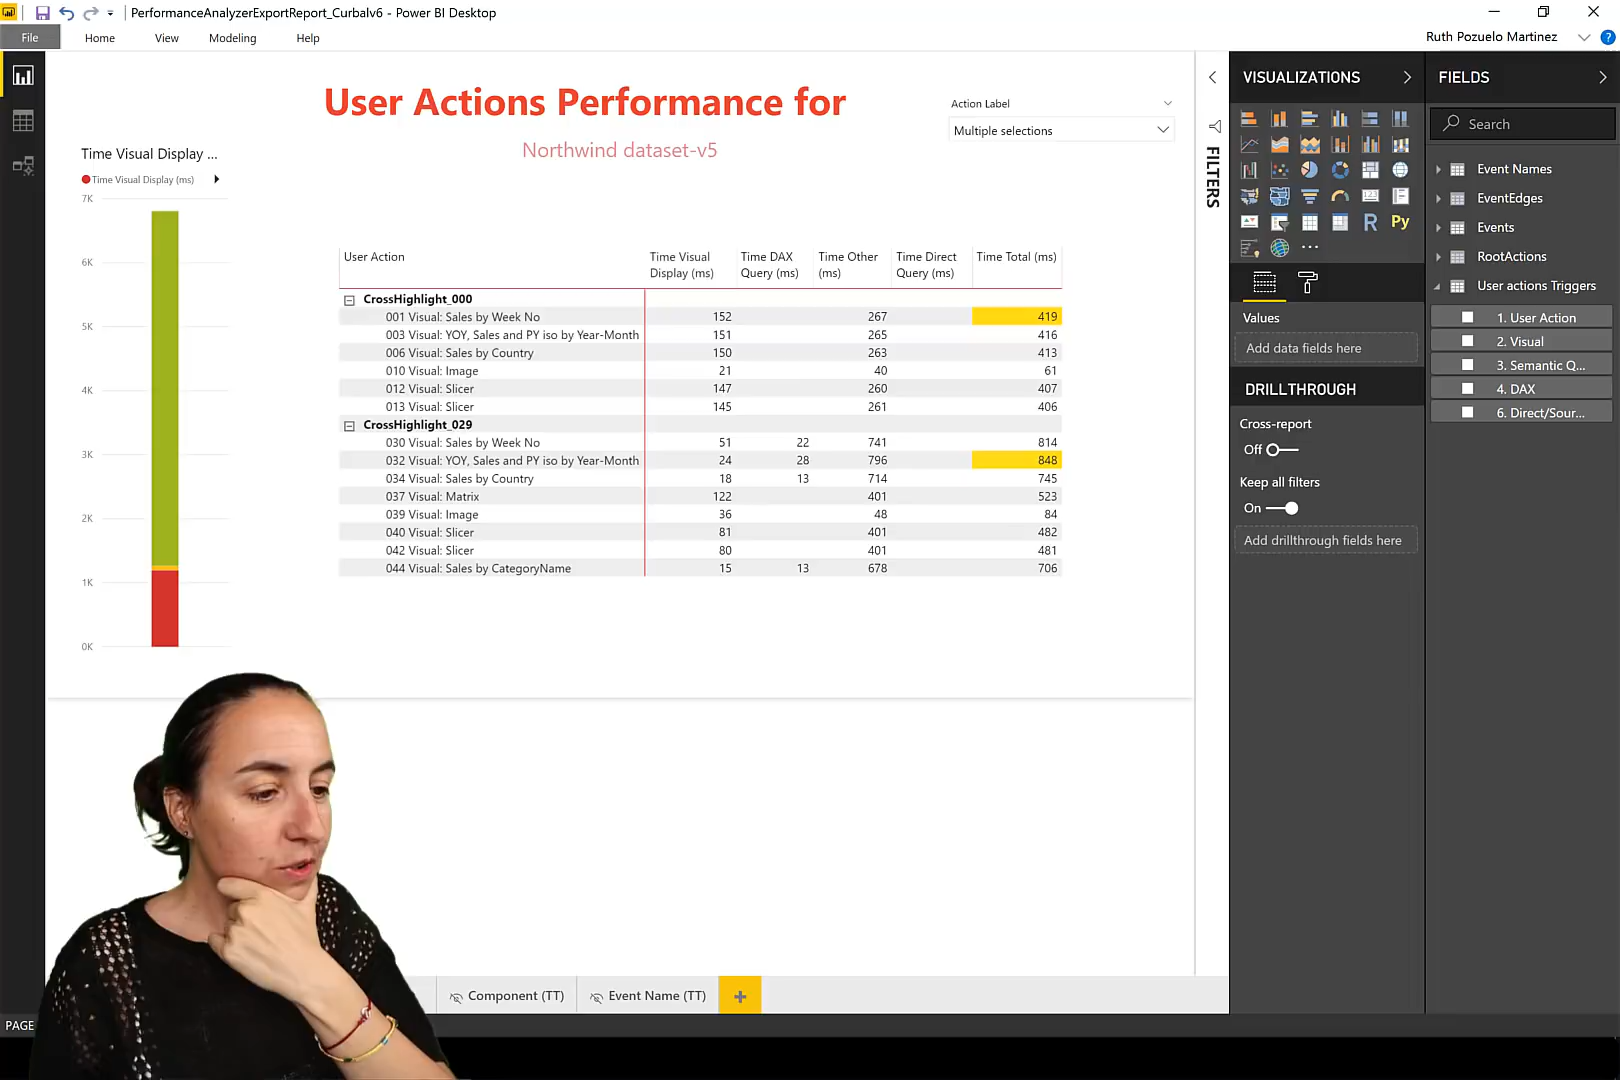 PerformanceAnalyzerExportReport_Curbalv6 - Power BI Desktop
File Home View Modeling Help
Ruth Pozuelo Martinez
?
User Actions Performance for
Northwind dataset-v5
Action Label
Multiple selections
Time Visual Display ...
Time Visual Display (ms)
7K
6K
5K
4K
3K
2K
1K
0K
User Action Time Visual Display (ms) Time DAX Query (ms) Time Other (ms) Time Direct Query (ms) Time Total (ms)
CrossHighlight_000
001 Visual: Sales by Week No 152 267 419
003 Visual: YOY, Sales and PY iso by Year-Month 151 265 416
006 Visual: Sales by Country 150 263 413
010 Visual: Image 21 40 61
012 Visual: Slicer 147 260 407
013 Visual: Slicer 145 261 406
CrossHighlight_029
030 Visual: Sales by Week No 51 22 741 814
032 Visual: YOY, Sales and PY iso by Year-Month 24 28 796 848
034 Visual: Sales by Country 18 13 714 745
037 Visual: Matrix 122 401 523
039 Visual: Image 36 48 84
040 Visual: Slicer 81 401 482
042 Visual: Slicer 80 401 481
044 Visual: Sales by CategoryName 15 13 678 706
FILTERS
VISUALIZATIONS
R Py
...
Values
Add data fields here
DRILLTHROUGH
Cross-report
Off
Keep all filters
On
Add drillthrough fields here
FIELDS
Search
Event Names
EventEdges
Events
RootActions
User actions Triggers
1. User Action
2. Visual
3. Semantic Q...
4. DAX
6. Direct/Sour...
Component (TT) Event Name (TT) +
PAGE